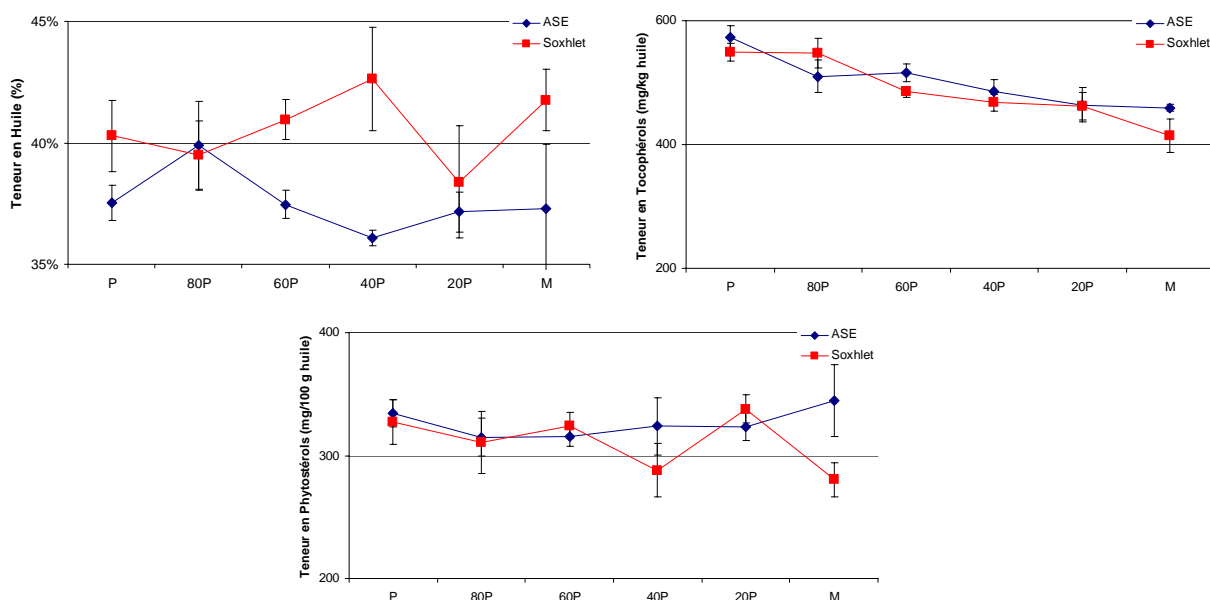 Teneur en Huile (%)
45%
40%
35%
P 80P 60P 40P 20P M
ASE
Soxhlet
Teneur en Tocophérols (mg/kg huile)
600
400
200
P 80P 60P 40P 20P M
ASE
Soxhlet
Teneur en Phytostérols (mg/100 g huile)
400
300
200
P 80P 60P 40P 20P M
ASE
Soxhlet